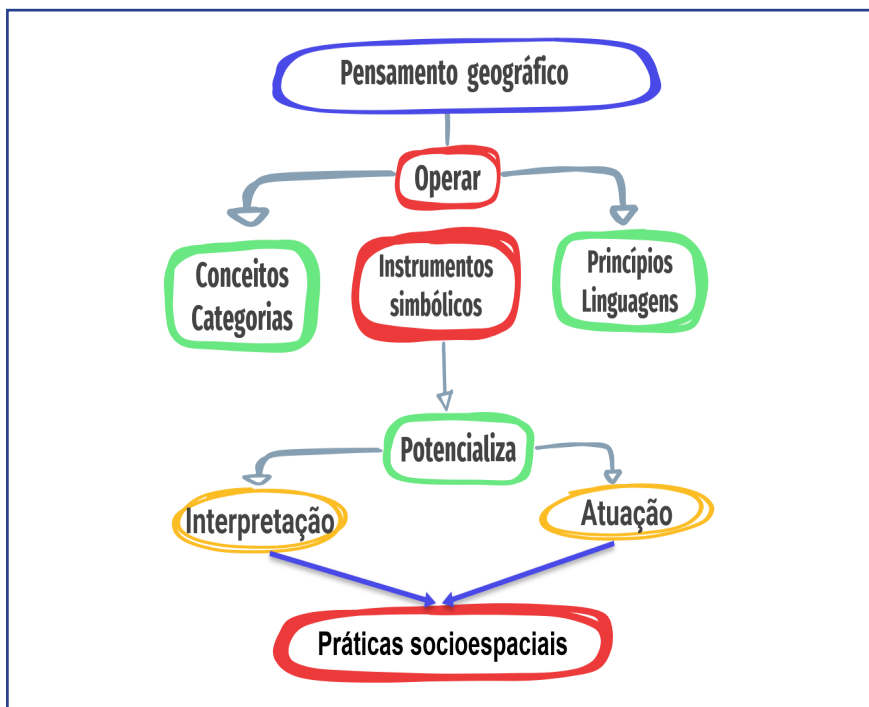 Pensamento geográfico
Operar
Conceitos
Categorias
Instrumentos
simbólicos
Princípios
Linguagens
Potencializa
Interpretação
Atuação
Práticas socioespaciais